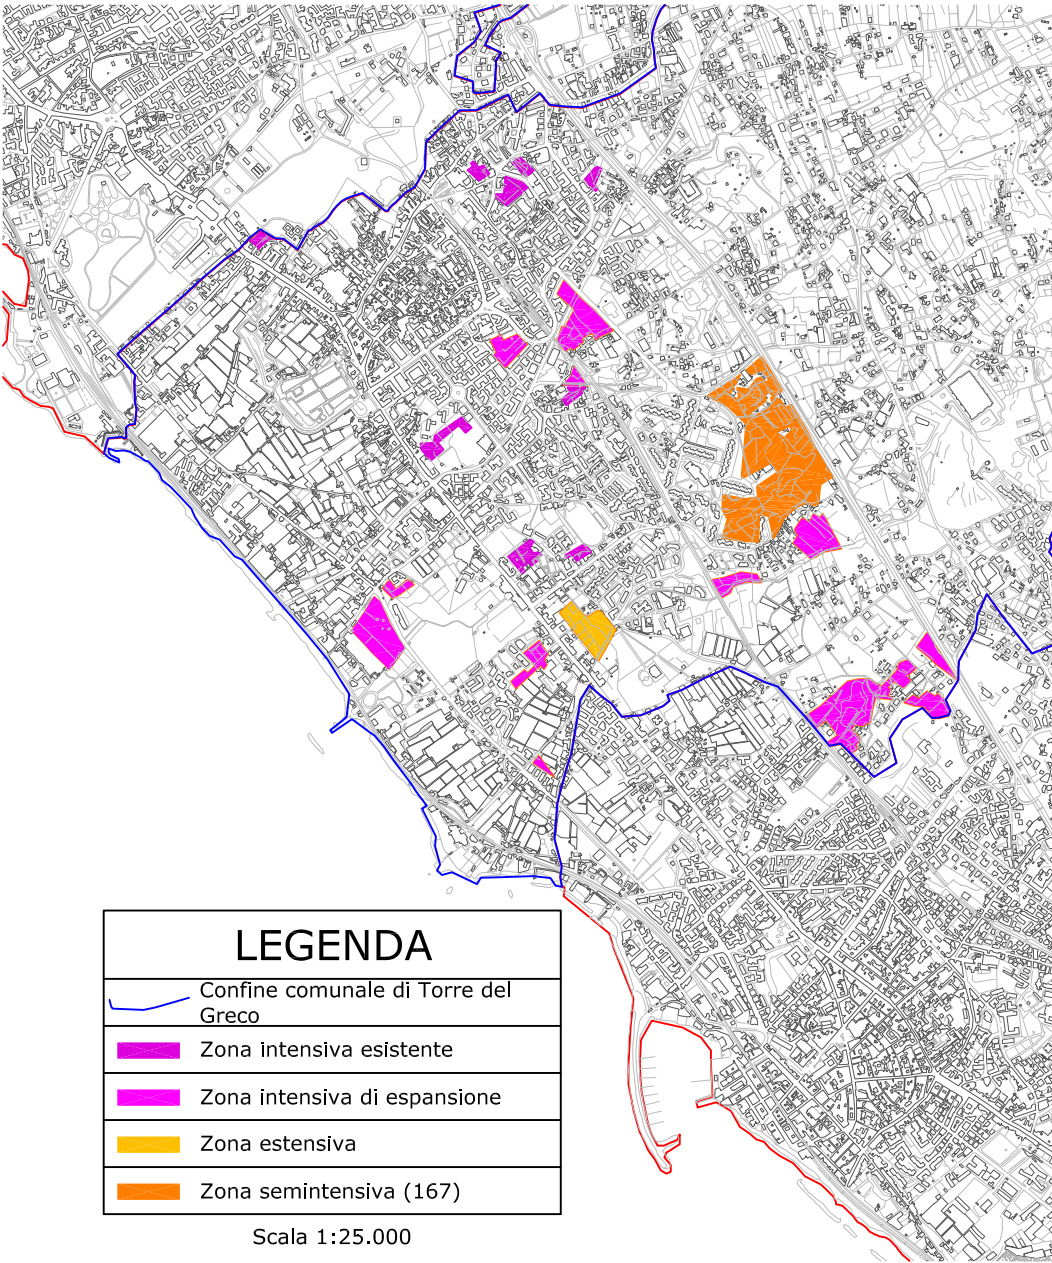 LEGENDA
Confine comunale di Torre del
Greco
Zona intensiva esistente
Zona intensiva di espansione
Zona estensiva
Zona semintensiva (167)
Scala 1:25.000